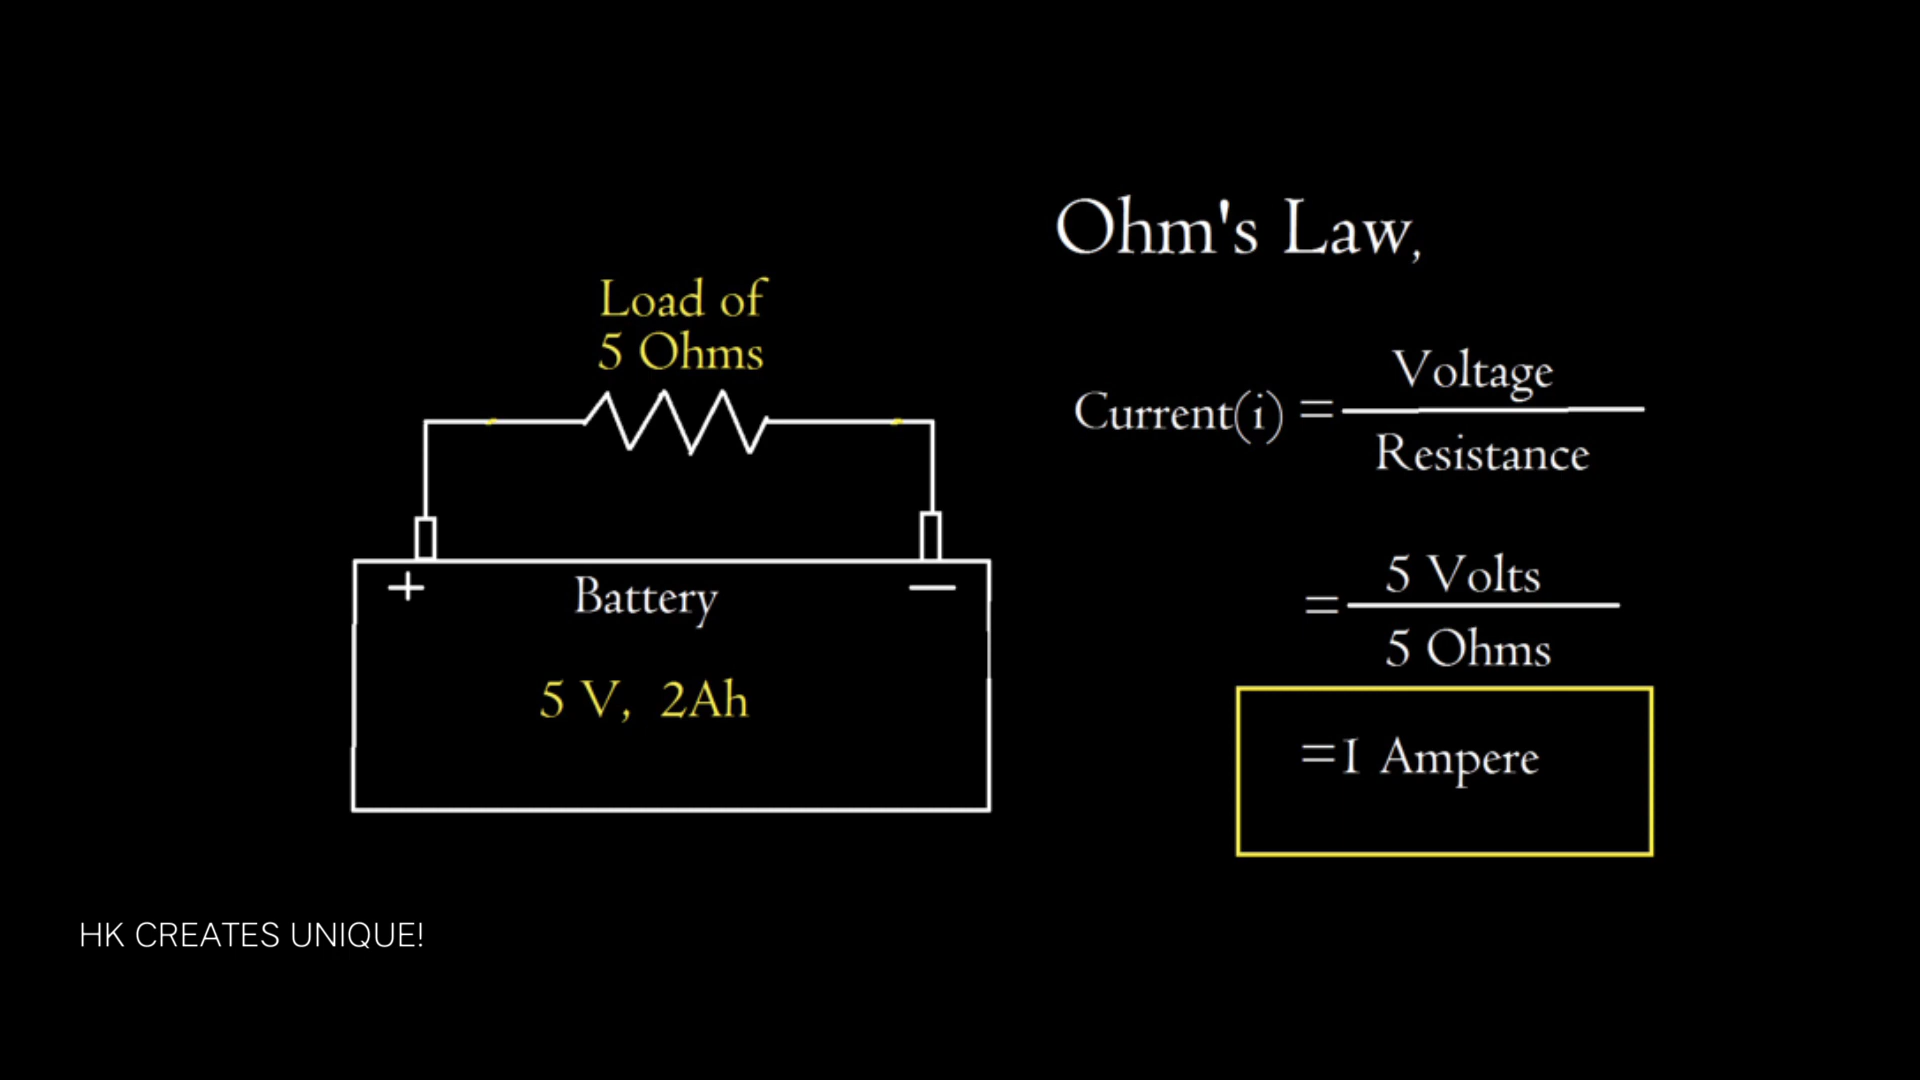 Ohm's Law,
Load of
5 Ohms
Current(i) =
Voltage
Resistance
=
5 Volts
5 Ohms
=1 Ampere
+ Battery —
5 V, 2Ah
HK CREATES UNIQUE!